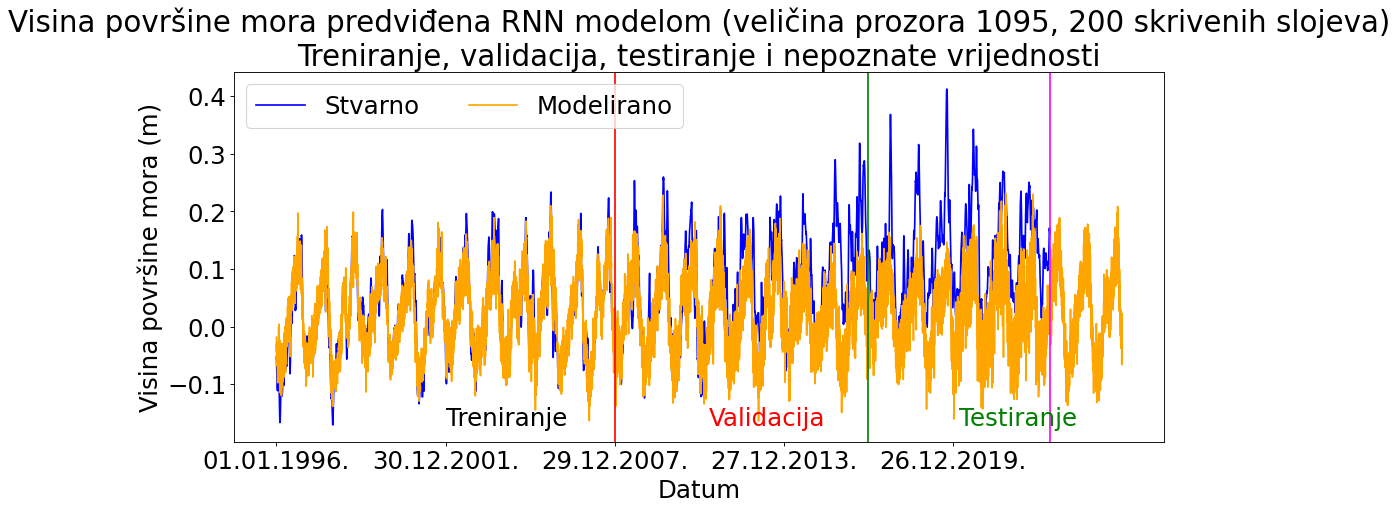 Visina površine mora predviđena RNN modelom (veličina prozora 1095, 200 skrivenih slojeva)
Treniranje, validacija, testiranje i nepoznate vrijednosti
Stvarno
Modelirano
Visina površine mora (m)
0.4
0.3
0.2
0.1
0.0
−0.1
Treniranje
Validacija
Testiranje
01.01.1996.
30.12.2001.
29.12.2007.
27.12.2013.
26.12.2019.
Datum